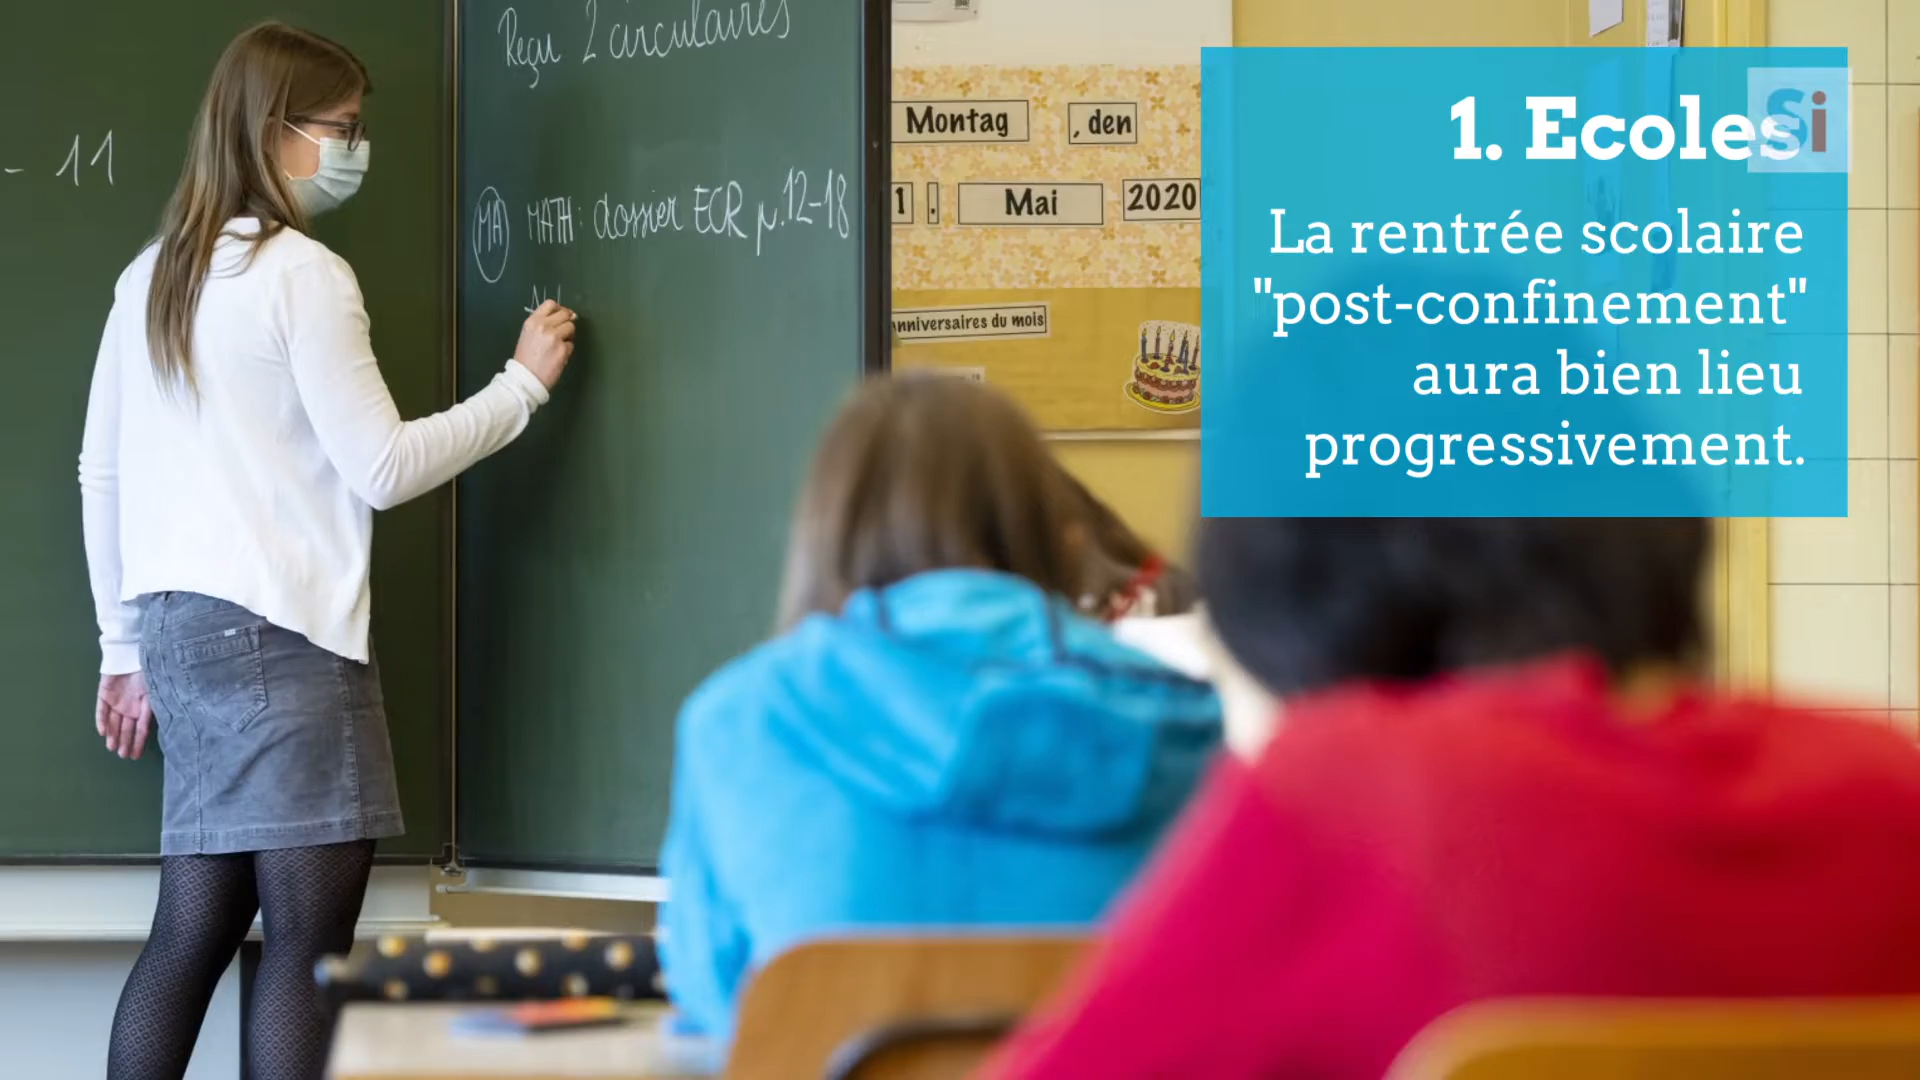 Reçu 2 circulaires
- 11
MA MATH: dossier ECR p.12-18
Montag , den
1 . Mai 2020
anniversaires du mois
1. Ecoles
Si
La rentrée scolaire
"post-confinement"
aura bien lieu
progressivement.